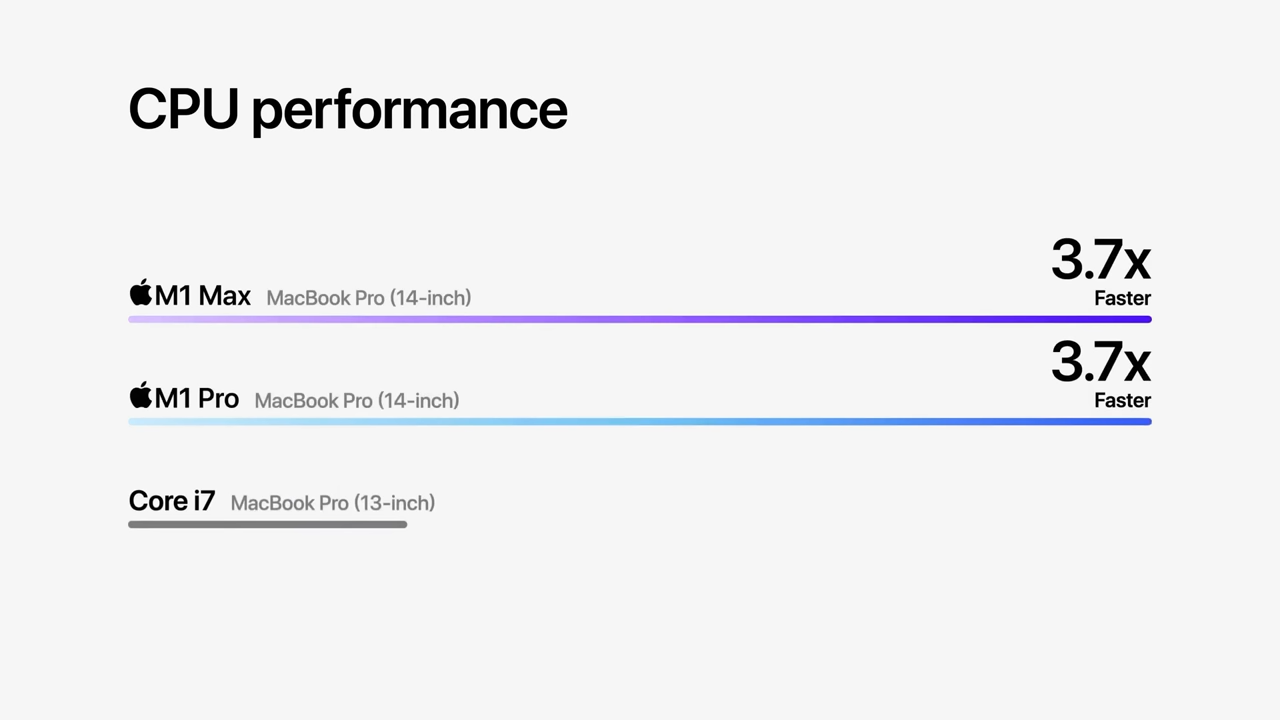 CPU performance
3.7x
M1 Max MacBook Pro (14-inch) Faster
3.7x
M1 Pro MacBook Pro (14-inch) Faster
Core i7 MacBook Pro (13-inch)